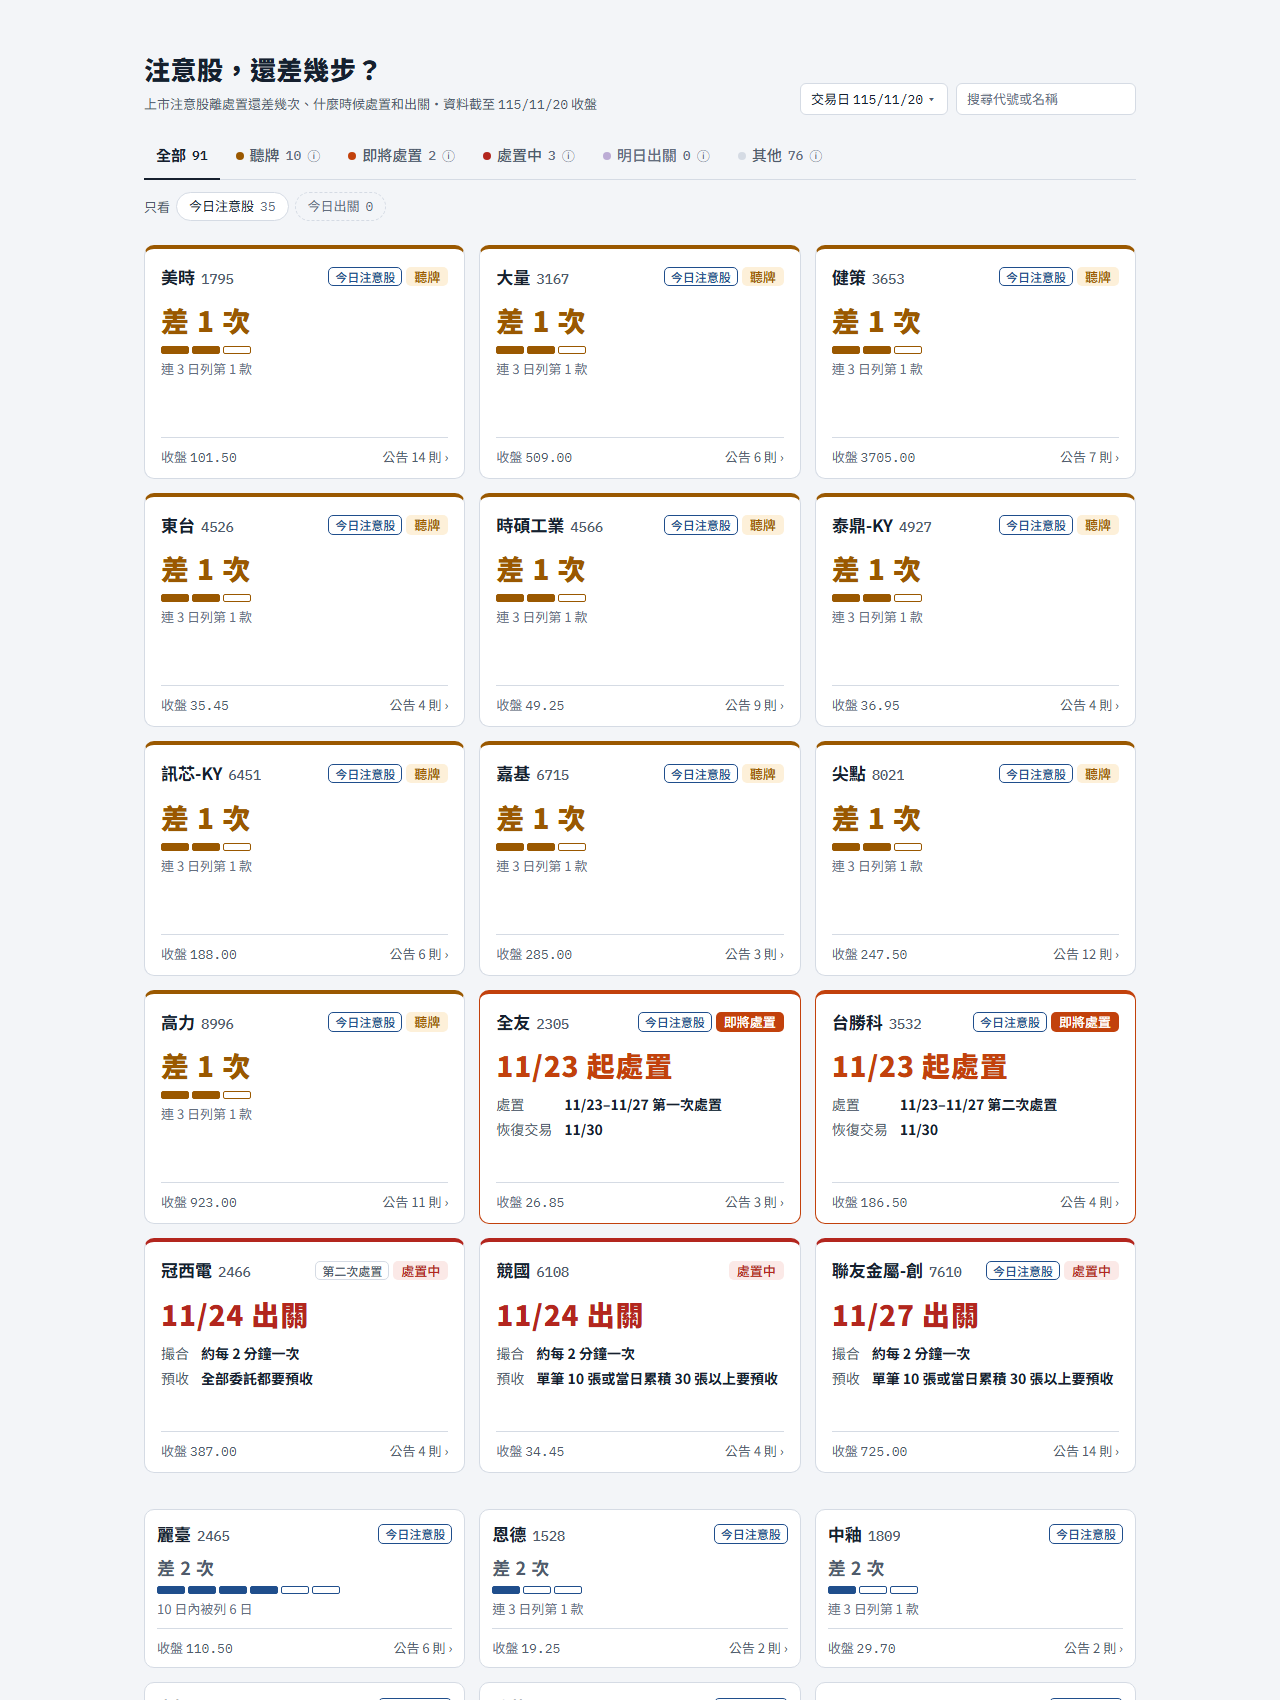 注意股，還差幾步？
上市注意股離處置還差幾次、什麼時候處置和出關・資料截至 115/11/20 收盤
交易日 115/11/20
搜尋代號或名稱
全部 91 聽牌 10 ⓘ 即將處置 2 ⓘ 處置中 3 ⓘ 明日出關 0 ⓘ 其他 76 ⓘ
只看 今日注意股 35 今日出關 0
美時 1795 今日注意股 聽牌
差 1 次
連 3 日列第 1 款
收盤 101.50 公告 14 則 ›
大量 3167 今日注意股 聽牌
差 1 次
連 3 日列第 1 款
收盤 509.00 公告 6 則 ›
健策 3653 今日注意股 聽牌
差 1 次
連 3 日列第 1 款
收盤 3705.00 公告 7 則 ›
東台 4526 今日注意股 聽牌
差 1 次
連 3 日列第 1 款
收盤 35.45 公告 4 則 ›
時碩工業 4566 今日注意股 聽牌
差 1 次
連 3 日列第 1 款
收盤 49.25 公告 9 則 ›
泰鼎-KY 4927 今日注意股 聽牌
差 1 次
連 3 日列第 1 款
收盤 36.95 公告 4 則 ›
訊芯-KY 6451 今日注意股 聽牌
差 1 次
連 3 日列第 1 款
收盤 188.00 公告 6 則 ›
嘉基 6715 今日注意股 聽牌
差 1 次
連 3 日列第 1 款
收盤 285.00 公告 3 則 ›
尖點 8021 今日注意股 聽牌
差 1 次
連 3 日列第 1 款
收盤 247.50 公告 12 則 ›
高力 8996 今日注意股 聽牌
差 1 次
連 3 日列第 1 款
收盤 923.00 公告 11 則 ›
全友 2305 今日注意股 即將處置
11/23 起處置
處置 11/23–11/27 第一次處置
恢復交易 11/30
收盤 26.85 公告 3 則 ›
台勝科 3532 今日注意股 即將處置
11/23 起處置
處置 11/23–11/27 第二次處置
恢復交易 11/30
收盤 186.50 公告 4 則 ›
冠西電 2466 第二次處置 處置中
11/24 出關
撮合 約每 2 分鐘一次
預收 全部委託都要預收
收盤 387.00 公告 4 則 ›
競國 6108 處置中
11/24 出關
撮合 約每 2 分鐘一次
預收 單筆 10 張或當日累積 30 張以上要預收
收盤 34.45 公告 4 則 ›
聯友金屬-創 7610 今日注意股 處置中
11/27 出關
撮合 約每 2 分鐘一次
預收 單筆 10 張或當日累積 30 張以上要預收
收盤 725.00 公告 14 則 ›
麗臺 2465 今日注意股
差 2 次
10 日內被列 6 日
收盤 110.50 公告 6 則 ›
恩德 1528 今日注意股
差 2 次
連 3 日列第 1 款
收盤 19.25 公告 2 則 ›
中釉 1809 今日注意股
差 2 次
連 3 日列第 1 款
收盤 29.70 公告 2 則 ›